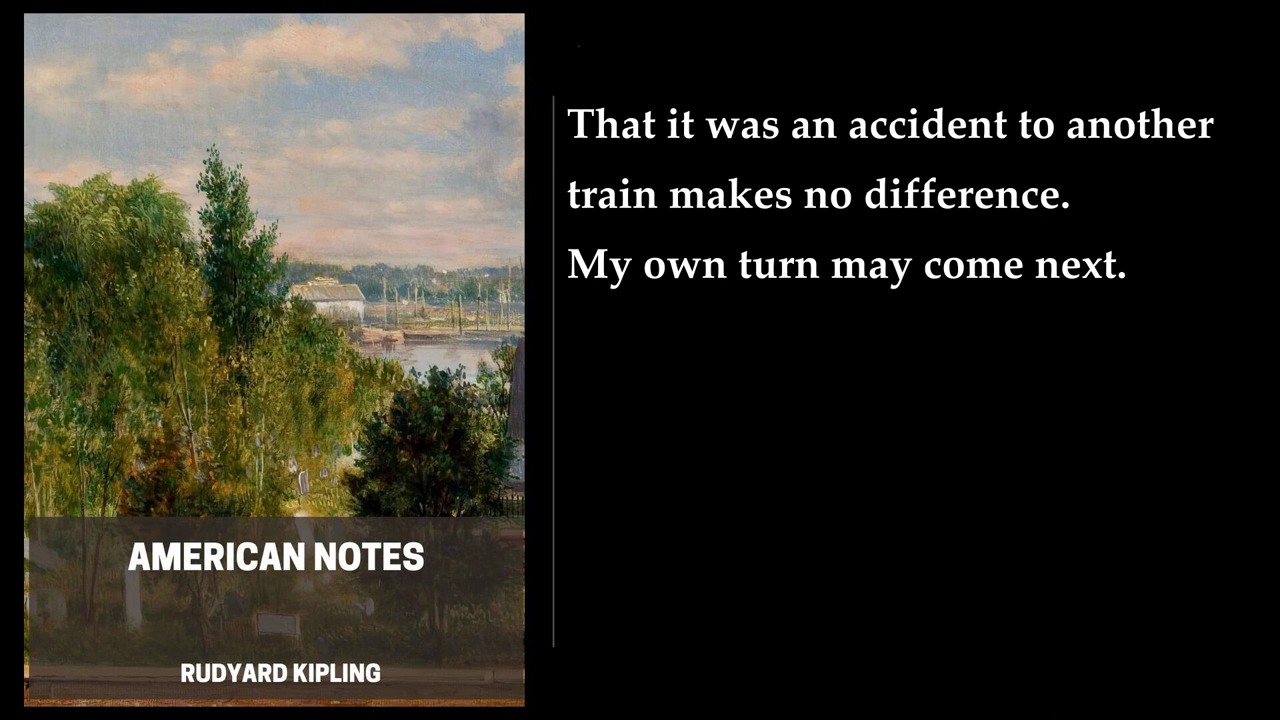 That it was an accident to another
train makes no difference.
My own turn may come next.
AMERICAN NOTES
RUDYARD KIPLING